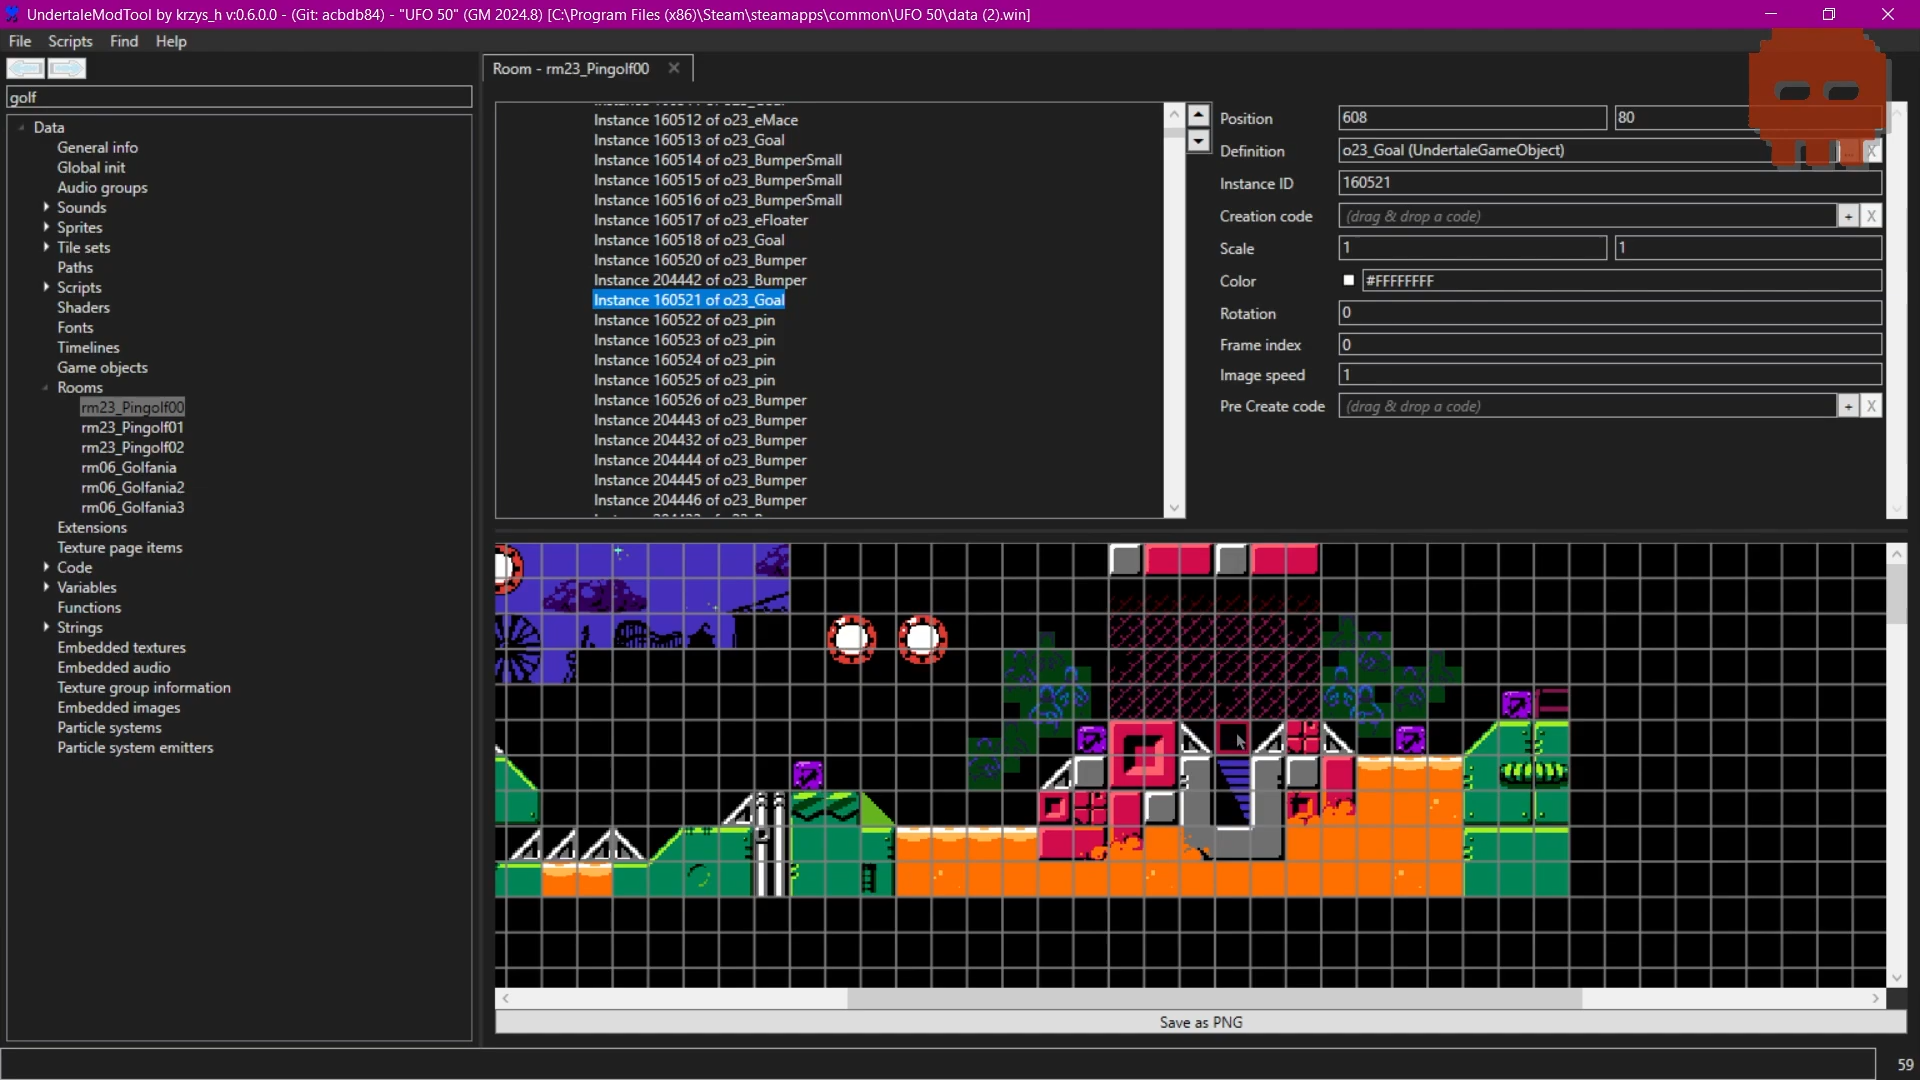 UndertaleModTool by krzys_h v:0.6.0.0 - (Git: acbdb84) - "UFO 50" (GM 2024.8) [C:\Program Files (x86)\Steam\steamapps\common\UFO 50\data (2).win]
File Scripts Find Help
Room - rm23_Pingolf00
golf
Data
General info
Global init
Audio groups
Sounds
Sprites
Tile sets
Paths
Scripts
Shaders
Fonts
Timelines
Game objects
Rooms
rm23_Pingolf00
rm23_Pingolf01
rm23_Pingolf02
rm06_Golfania
rm06_Golfania2
rm06_Golfania3
Extensions
Texture page items
Code
Variables
Functions
Strings
Embedded textures
Embedded audio
Texture group information
Embedded images
Particle systems
Particle system emitters
Instance 160512 of o23_eMace
Instance 160513 of o23_Goal
Instance 160514 of o23_BumperSmall
Instance 160515 of o23_BumperSmall
Instance 160516 of o23_BumperSmall
Instance 160517 of o23_eFloater
Instance 160518 of o23_Goal
Instance 160520 of o23_Bumper
Instance 204442 of o23_Bumper
Instance 160521 of o23_Goal
Instance 160522 of o23_pin
Instance 160523 of o23_pin
Instance 160524 of o23_pin
Instance 160525 of o23_pin
Instance 160526 of o23_Bumper
Instance 204443 of o23_Bumper
Instance 204432 of o23_Bumper
Instance 204444 of o23_Bumper
Instance 204445 of o23_Bumper
Instance 204446 of o23_Bumper
Position 608 80
Definition o23_Goal (UndertaleGameObject) X
Instance ID 160521
Creation code (drag & drop a code) + X
Scale 1 1
Color #FFFFFFFF
Rotation 0
Frame index 0
Image speed 1
Pre Create code (drag & drop a code) + X
Save as PNG
59